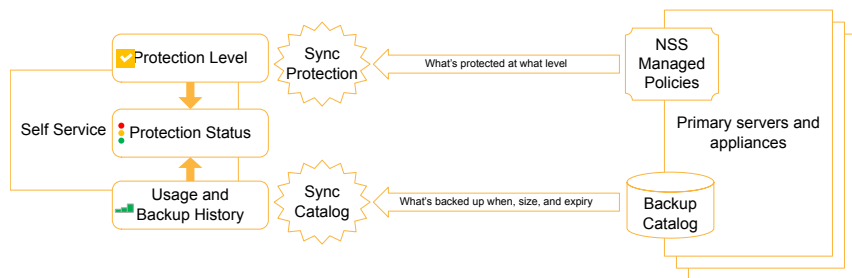 Protection Level
Sync
Protection
What's protected at what level
NSS
Managed
Policies
Self Service
Protection Status
Primary servers and
appliances
Usage and
Backup History
Sync
Catalog
What's backed up when, size, and expiry
Backup
Catalog